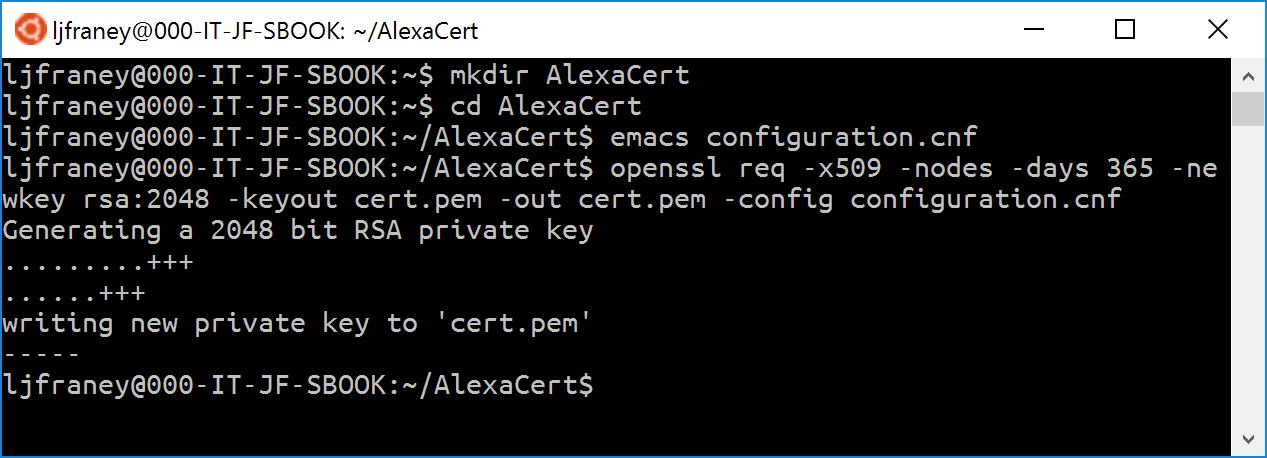 ljfraney@000-IT-JF-SBOOK: ~/AlexaCert
ljfraney@000-IT-JF-SBOOK:~$ mkdir AlexaCert
ljfraney@000-IT-JF-SBOOK:~$ cd AlexaCert
ljfraney@000-IT-JF-SBOOK:~/AlexaCert$ emacs configuration.cnf
ljfraney@000-IT-JF-SBOOK:~/AlexaCert$ openssl req -x509 -nodes -days 365 -ne
wkey rsa:2048 -keyout cert.pem -out cert.pem -config configuration.cnf
Generating a 2048 bit RSA private key
.........+++
......+++
writing new private key to 'cert.pem'
-----
ljfraney@000-IT-JF-SBOOK:~/AlexaCert$